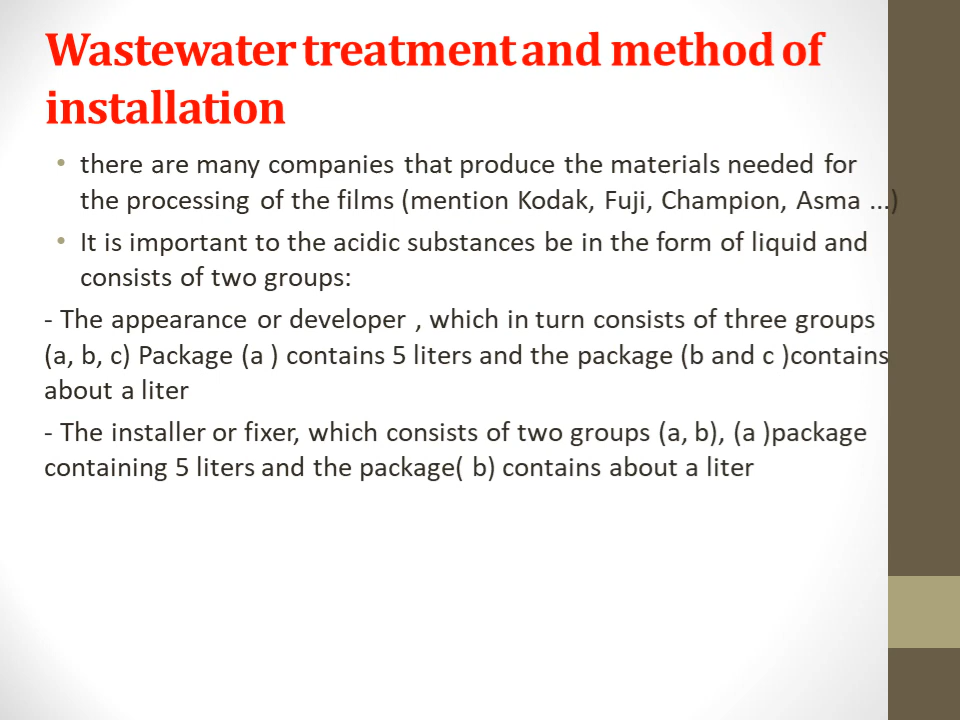 Wastewater treatment and method of
installation
• there are many companies that produce the materials needed for
the processing of the films (mention Kodak, Fuji, Champion, Asma ...)
• It is important to the acidic substances be in the form of liquid and
consists of two groups:
- The appearance or developer , which in turn consists of three groups
(a, b, c) Package (a ) contains 5 liters and the package (b and c )contains
about a liter
- The installer or fixer, which consists of two groups (a, b), (a )package
containing 5 liters and the package( b) contains about a liter